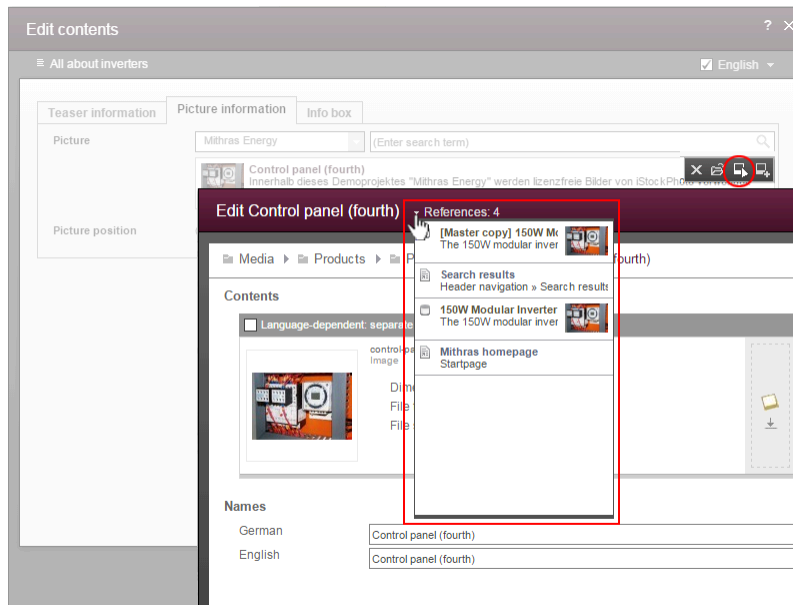 Edit contents
?
All about inverters
English
Teaser information
Picture information
Info box
Picture
Mithras Energy
(Enter search term)
Control panel (fourth)
Innerhalb dieses Demoprojektes "Mithras Energy" werden lizenzfreie Bilder von iStockPhoto
Picture position
Edit Control panel (fourth)
References: 4
[Master copy] 150W
The 150W modular inver
Search results
Header navigation » Search results
150W Modular Inverter
The 150W modular inver
Mithras homepage
Startpage
Media
Products
P
fourth)
Contents
Language-dependent: separate
control-pa
Image
Dim
File
File
Names
German
Control panel (fourth)
English
Control panel (fourth)